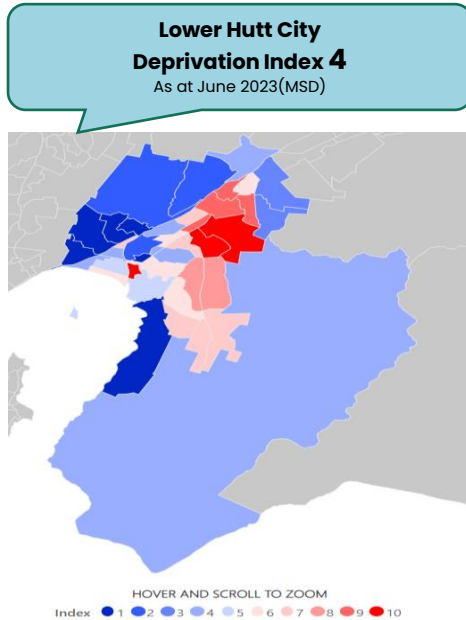 Lower Hutt City
Deprivation Index 4
As at June 2023(MSD)
HOVER AND SCROLL TO ZOOM
Index 1 2 3 4 5 6 7 8 9 10